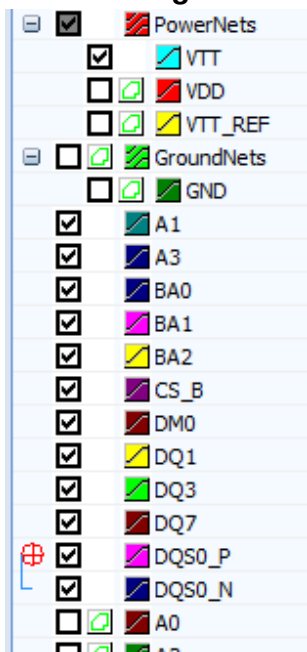 PowerNets
VTT
VDD
VTT_REF
GroundNets
GND
A1
A3
BA0
BA1
BA2
CS_B
DM0
DQ1
DQ3
DQ7
DQS0_P
DQS0_N
A0